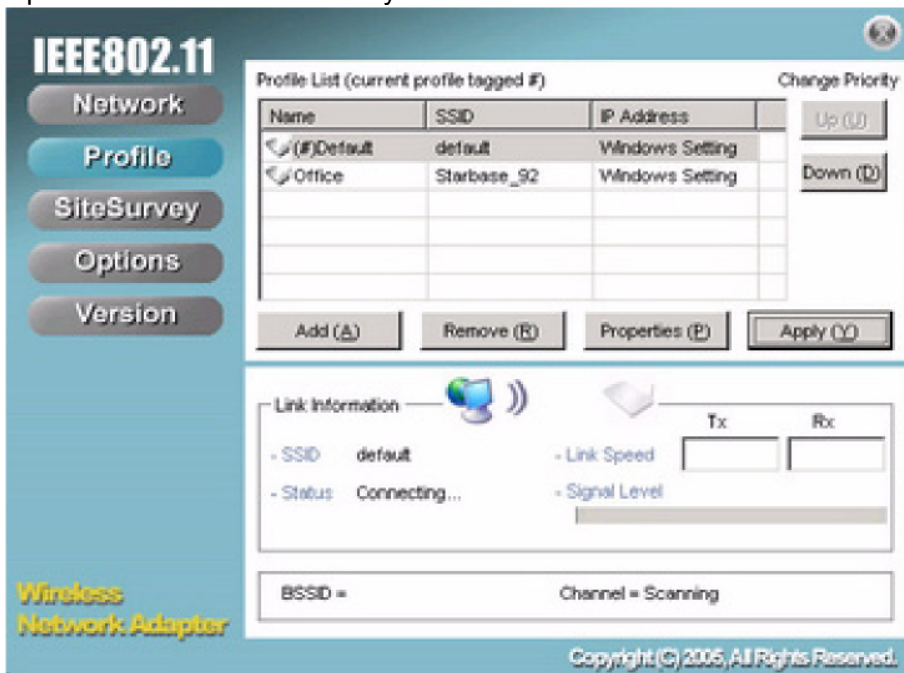 IEEE802.11
Network
Profile
SiteSurvey
Options
Version
Wireless
Network Adapter
Profile List (current profile tagged #)
Change Priority
Name SSID IP Address
(#)Default default Windows Setting
Office Starbase_92 Windows Setting
Up (U)
Down (D)
Add (A) Remove (R) Properties (P) Apply (Y)
Link Information
Tx Rx
- SSID default - Link Speed
- Status Connecting... - Signal Level
BSSID = Channel = Scanning
Copyright (C) 2005, All Rights Reserved.